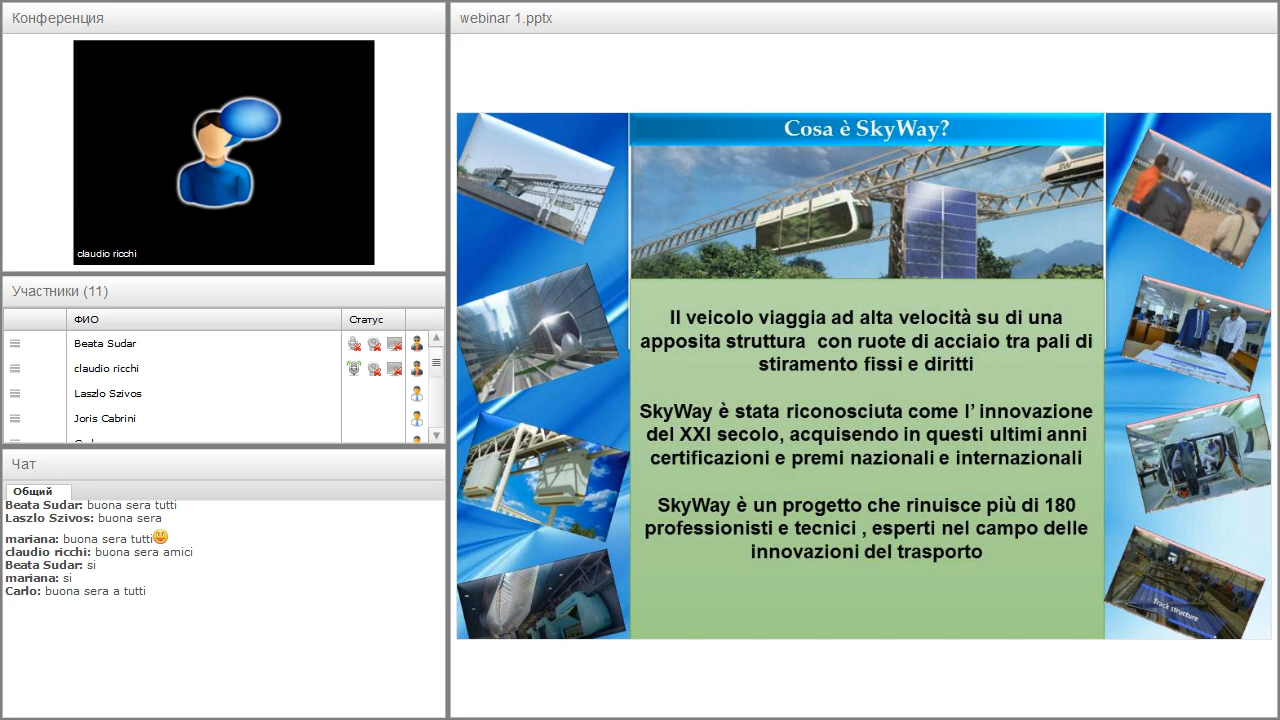 Конференция
claudio ricchi
Участники (11)
ФИО
Статус
Beata Sudar
claudio ricchi
Laszlo Szivos
Joris Cabrini
Чат
Общий
Beata Sudar: buona sera tutti
Laszlo Szivos: buona sera
mariana: buona sera tutti
claudio ricchi: buona sera amici
Beata Sudar: si
mariana: si
Carlo: buona sera a tutti
webinar 1.pptx
Cosa è SkyWay?
SW
Il veicolo viaggia ad alta velocità su di una
apposita struttura con ruote di acciaio tra pali di
stiramento fissi e diritti
SkyWay è stata riconosciuta come l’ innovazione
del XXI secolo, acquisendo in questi ultimi anni
certificazioni e premi nazionali e internazionali
SkyWay è un progetto che rinuisce più di 180
professionisti e tecnici , esperti nel campo delle
innovazioni del trasporto
Track structure